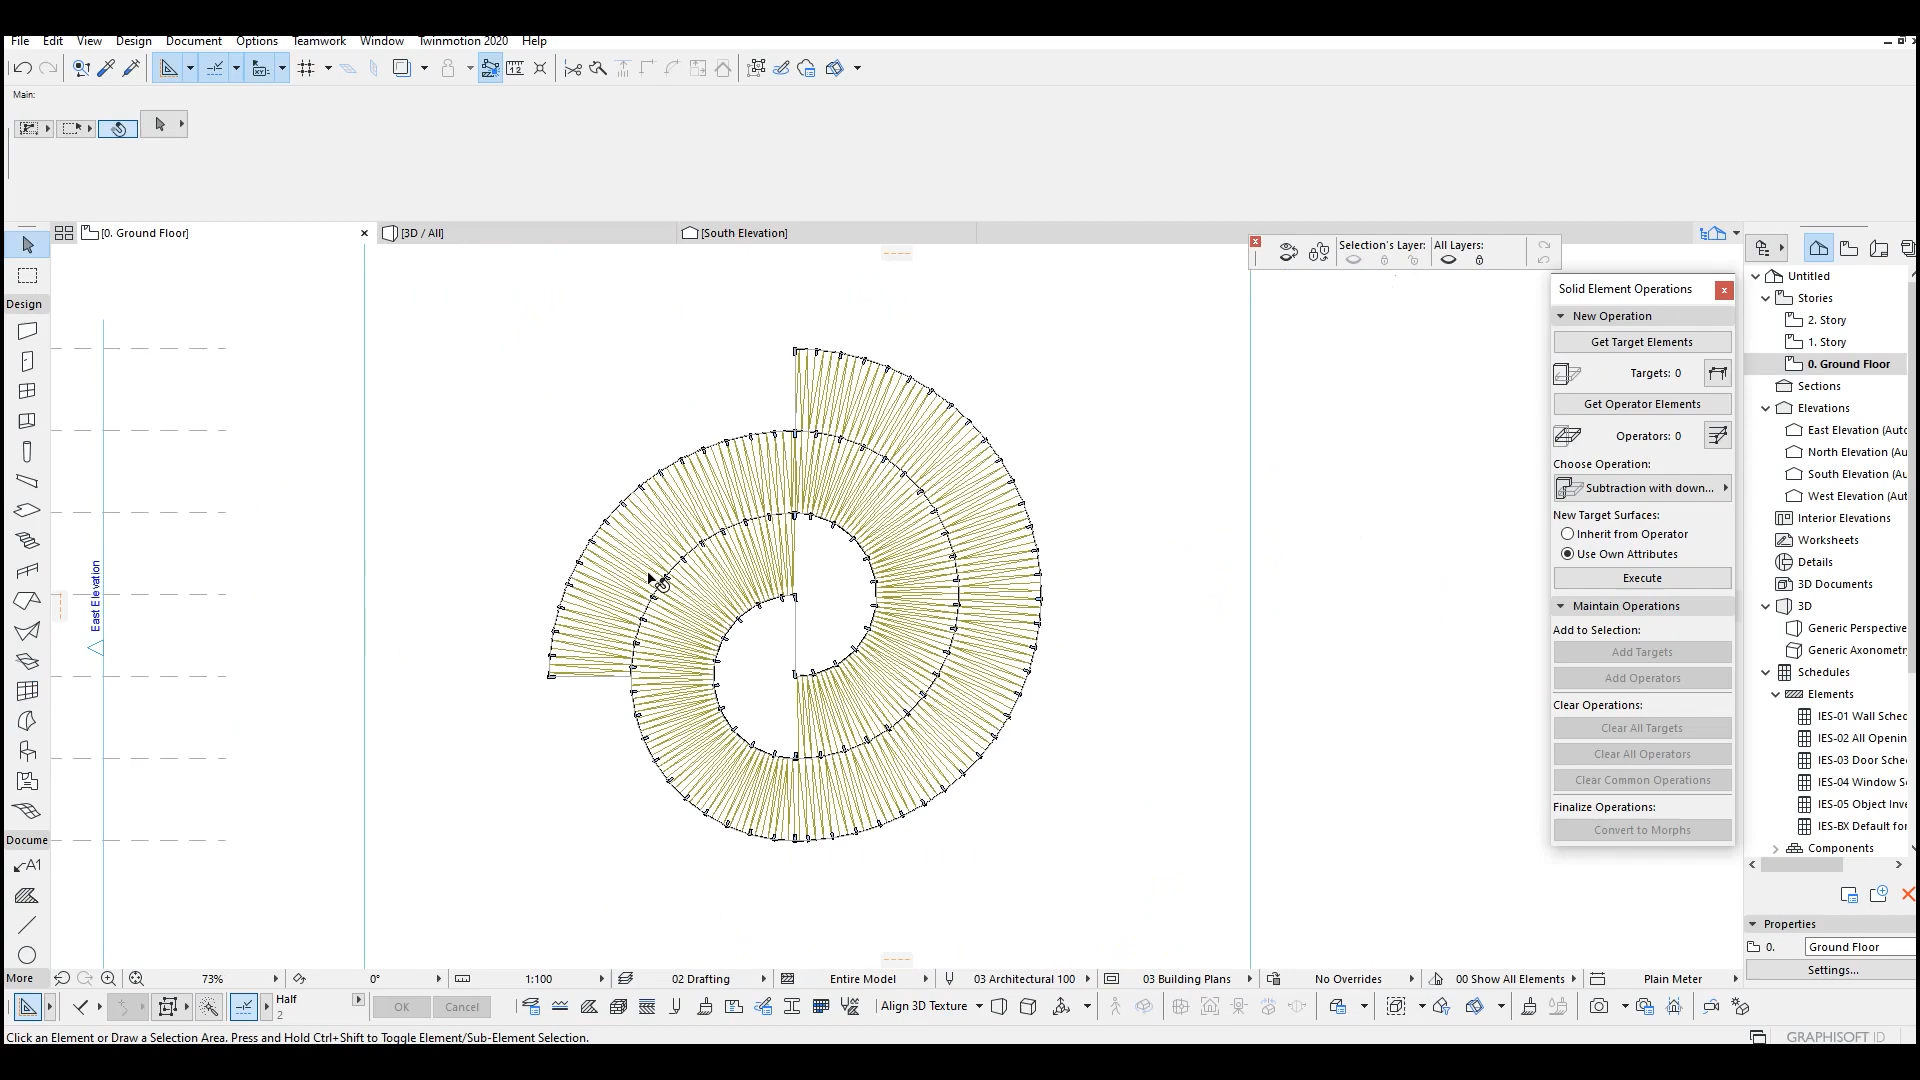 File Edit View Design Document Options Teamwork Window Twinmotion 2020 Help
Main:
[0. Ground Floor]
[3D / All]
[South Elevation]
Selection's Layer: All Layers:
Design
Docume
A1
More
East Elevation
Solid Element Operations
New Operation
Get Target Elements
Targets: 0
Get Operator Elements
Operators: 0
Choose Operation:
Subtraction with down...
New Target Surfaces:
Inherit from Operator
Use Own Attributes
Execute
Maintain Operations
Add to Selection:
Add Targets
Add Operators
Clear Operations:
Clear All Targets
Clear All Operators
Clear Common Operations
Finalize Operations:
Convert to Morphs
Untitled
Stories
2. Story
1. Story
0. Ground Floor
Sections
Elevations
East Elevation (Aut
North Elevation (Au
South Elevation (Au
West Elevation (Aut
Interior Elevations
Worksheets
Details
3D Documents
3D
Generic Perspective
Generic Axonometr
Schedules
Elements
IES-01 Wall Sched
IES-02 All Openin
IES-03 Door Sche
IES-04 Window S
IES-05 Object Inve
IES-BX Default for
Components
Properties
0. Ground Floor
Settings...
73% 0° 1:100 02 Drafting Entire Model 03 Architectural 100 03 Building Plans No Overrides 00 Show All Elements Plain Meter
Half
2
OK Cancel
Align 3D Texture
Click an Element or Draw a Selection Area. Press and Hold Ctrl+Shift to Toggle Element/Sub-Element Selection.
GRAPHISOFT ID